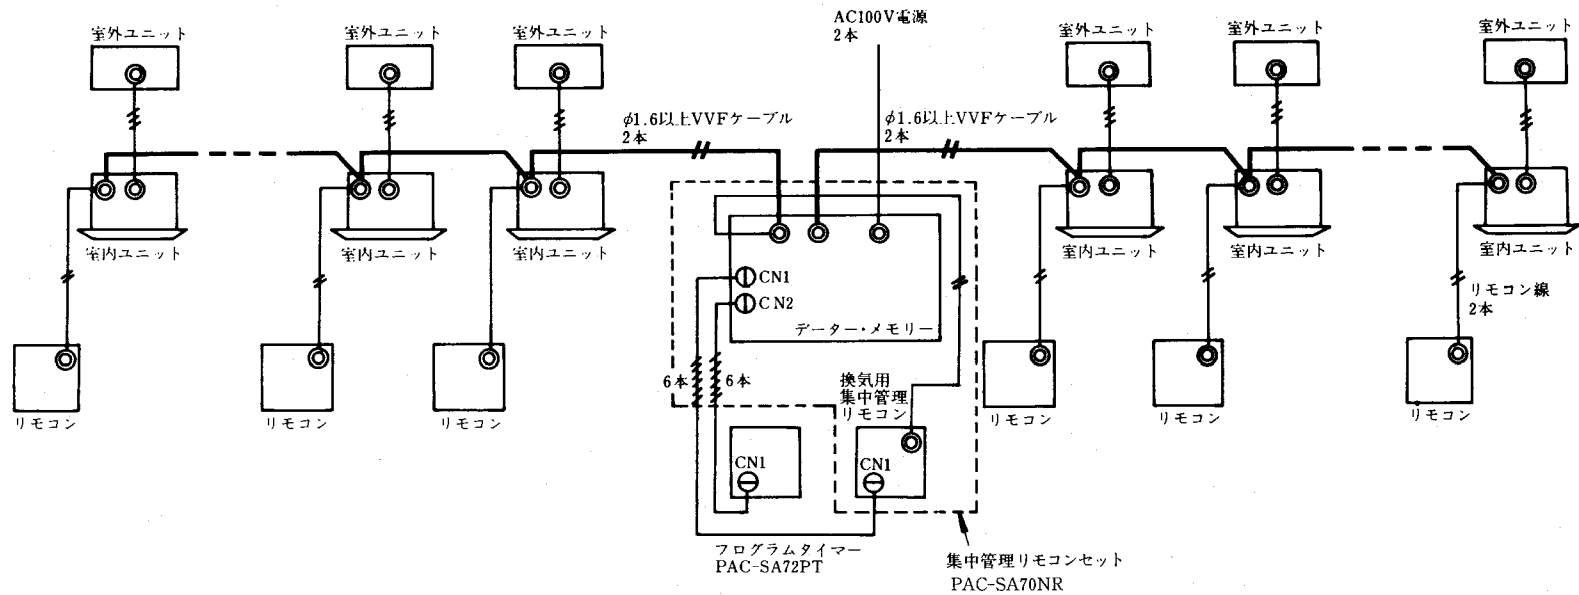 AC100V電源
2本
室外ユニット
室外ユニット
室外ユニット
室外ユニット
室外ユニット
室外ユニット
φ1.6以上VVFケーブル
2本
φ1.6以上VVFケーブル
2本
室内ユニット
室内ユニット
室内ユニット
室内ユニット
室内ユニット
室内ユニット
CN1
CN2
データー・メモリー
リモコン線
2本
6本
6本
換気用
集中管理
リモコン
リモコン
リモコン
リモコン
リモコン
リモコン
リモコン
CN1
CN1
フログラムタイマー
PAC-SA72PT
集中管理リモコンセット
PAC-SA70NR